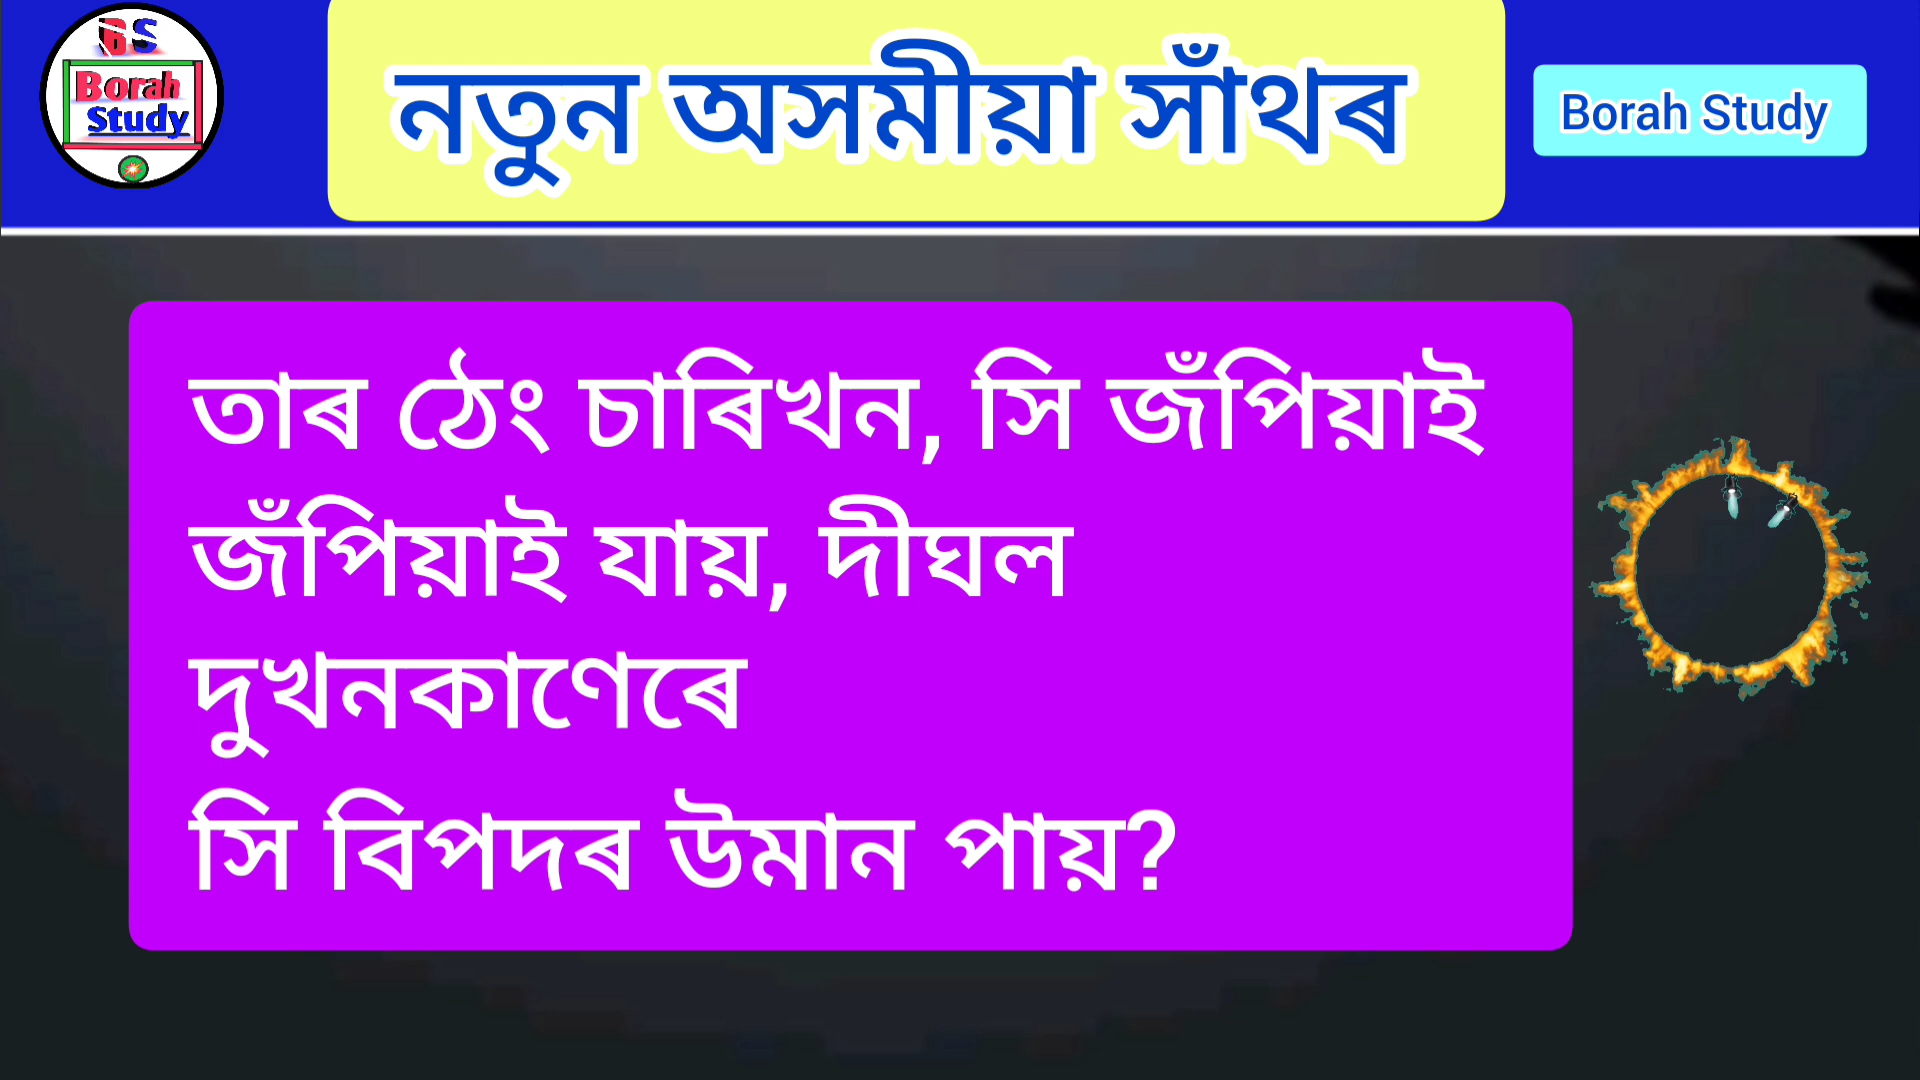 BS
Borah
Study
নতুন অসমীয়া সাঁথৰ
Borah Study
তাৰ ঠেং চাৰিখন, সি জঁপিয়াই
জঁপিয়াই যায়, দীঘল
দুখনকাণেৰে
সি বিপদৰ উমান পায়?